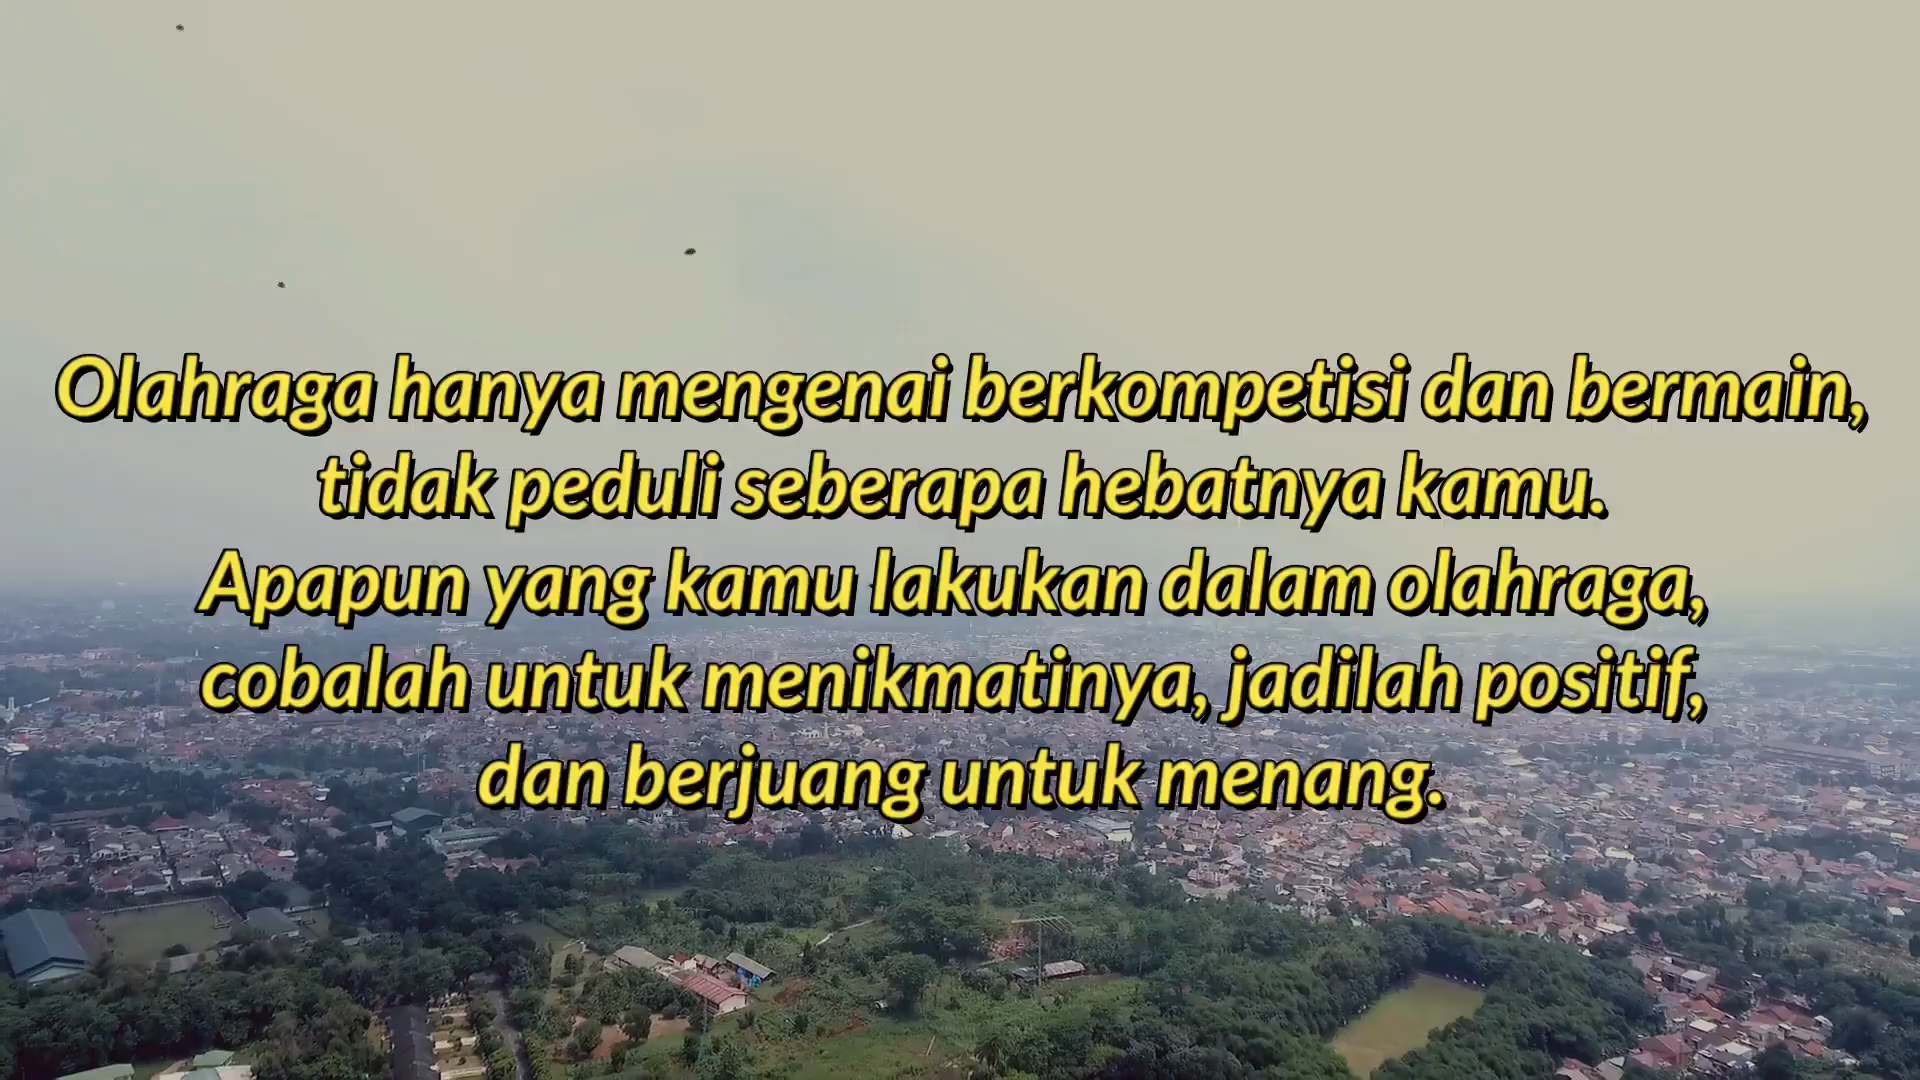 Olahraga hanya mengenai berkompetisi dan bermain,
tidak peduli seberapa hebatnya kamu.
Apapun yang kamu lakukan dalam olahraga,
cobalah untuk menikmatinya, jadilah positif,
dan berjuang untuk menang.